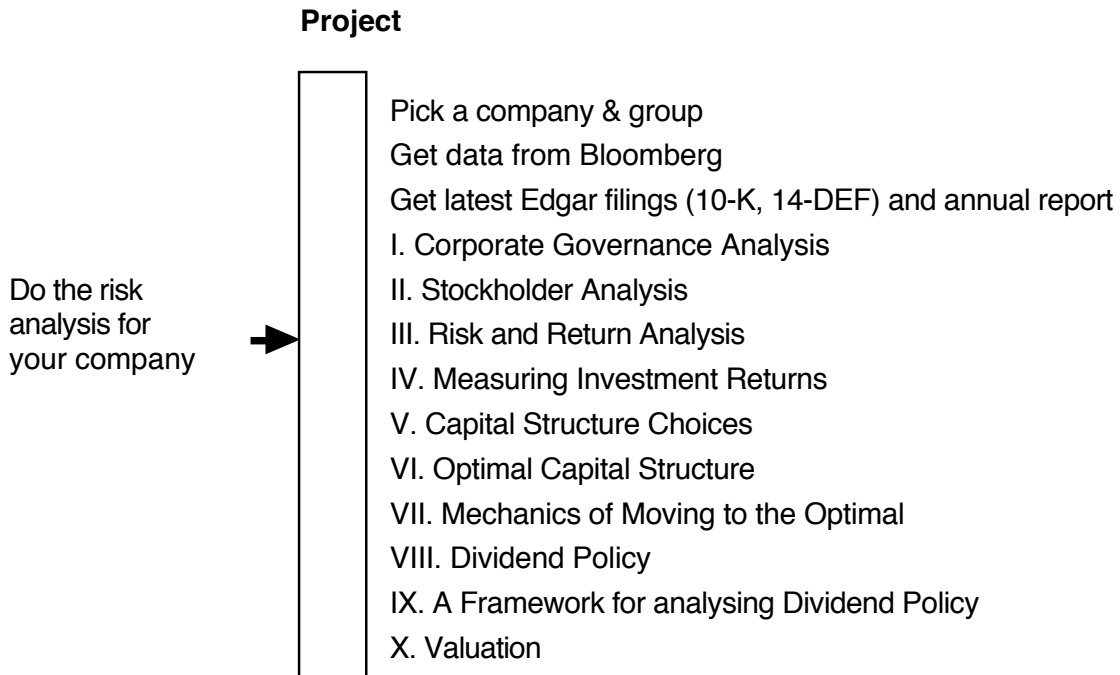 Project
Pick a company & group
Get data from Bloomberg
Get latest Edgar filings (10-K, 14-DEF) and annual report
I. Corporate Governance Analysis
Do the risk
analysis for
your company
II. Stockholder Analysis
III. Risk and Return Analysis
IV. Measuring Investment Returns
V. Capital Structure Choices
VI. Optimal Capital Structure
VII. Mechanics of Moving to the Optimal
VIII. Dividend Policy
IX. A Framework for analysing Dividend Policy
X. Valuation